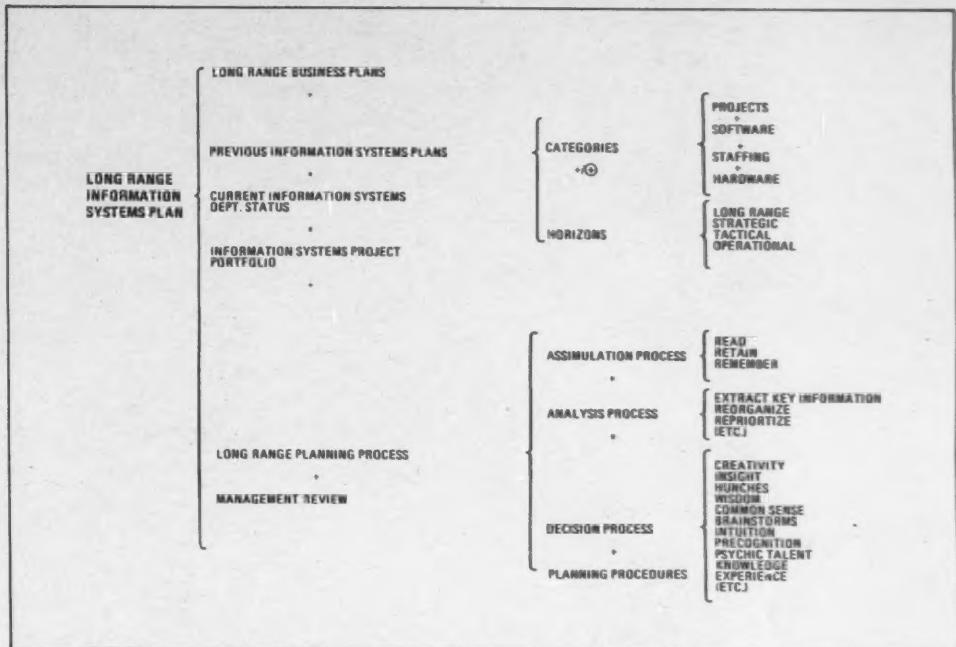 LONG RANGE
INFORMATION
SYSTEMS PLAN
LONG RANGE BUSINESS PLANS
+
PREVIOUS INFORMATION SYSTEMS PLANS
+
CURRENT INFORMATION SYSTEMS
DEPT. STATUS
+
INFORMATION SYSTEMS PROJECT
PORTFOLIO
+
LONG RANGE PLANNING PROCESS
+
MANAGEMENT REVIEW
CATEGORIES
+/⊕
HORIZONS
PROJECTS
+
SOFTWARE
+
STAFFING
+
HARDWARE
LONG RANGE
STRATEGIC
TACTICAL
OPERATIONAL
ASSIMULATION PROCESS
+
ANALYSIS PROCESS
+
DECISION PROCESS
+
PLANNING PROCEDURES
READ
RETAIN
REMEMBER
EXTRACT KEY INFORMATION
REORGANIZE
REPRIORTIZE
(ETC.)
CREATIVITY
INSIGHT
HUNCHES
WISDOM
COMMON SENSE
BRAINSTORMS
INTUITION
PRECOGNITION
PSYCHIC TALENT
KNOWLEDGE
EXPERIENCE
(ETC.)